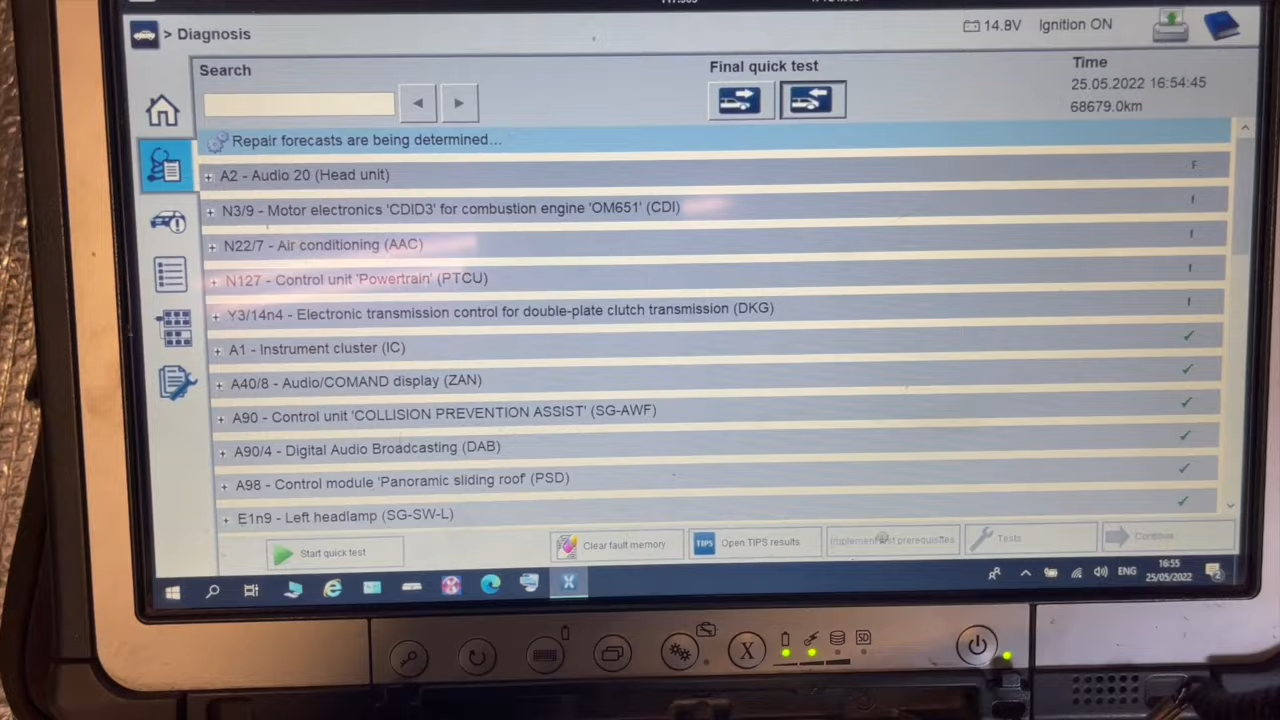 > Diagnosis
14.8V Ignition ON
Search
Final quick test
Time
25.05.2022 16:54:45
68679.0km
Repair forecasts are being determined...
+ A2 - Audio 20 (Head unit) F
+ N3/9 - Motor electronics 'CDID3' for combustion engine 'OM651' (CDI) f
+ N22/7 - Air conditioning (AAC) f
+ N127 - Control unit 'Powertrain' (PTCU) f
+ Y3/14n4 - Electronic transmission control for double-plate clutch transmission (DKG) f
+ A1 - Instrument cluster (IC) ✓
+ A40/8 - Audio/COMAND display (ZAN) ✓
+ A90 - Control unit 'COLLISION PREVENTION ASSIST' (SG-AWF) ✓
+ A90/4 - Digital Audio Broadcasting (DAB) ✓
+ A98 - Control module 'Panoramic sliding roof' (PSD) ✓
+ E1n9 - Left headlamp (SG-SW-L) ✓
Start quick test
Clear fault memory
TIPS Open TIPS results
Implement test prerequisites
Tests
Continue
ENG
16:55
25/05/2022
2
X
X
SD